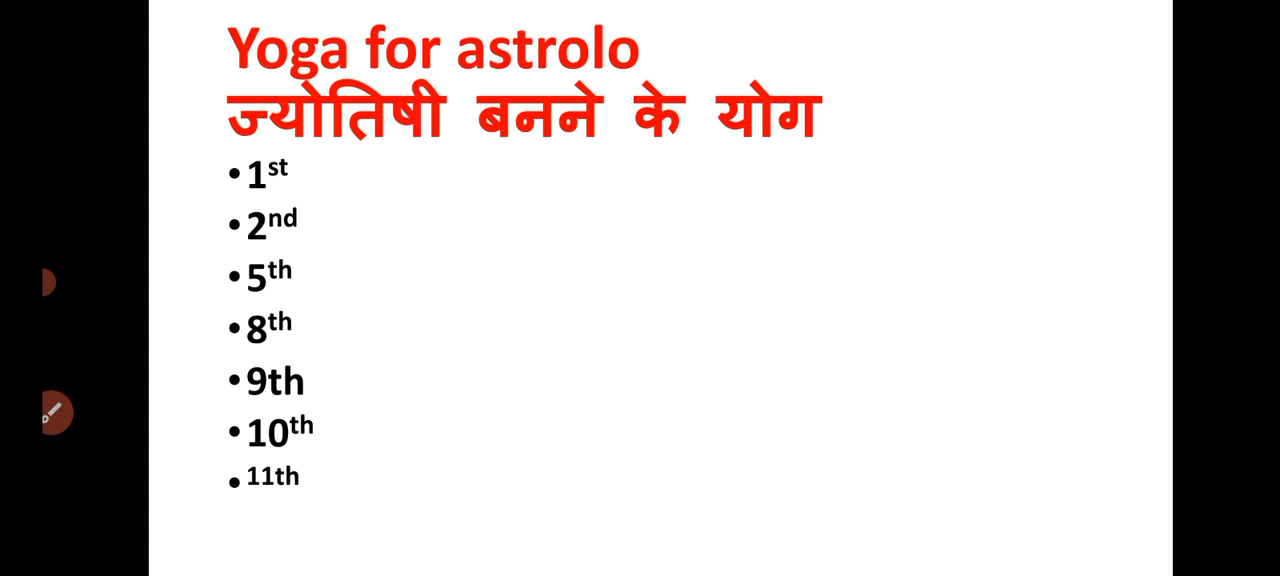 Yoga for astrolo
ज्योतिषी बनने के योग
•1st
•2nd
•5th
•8th
•9th
•10th
•11th